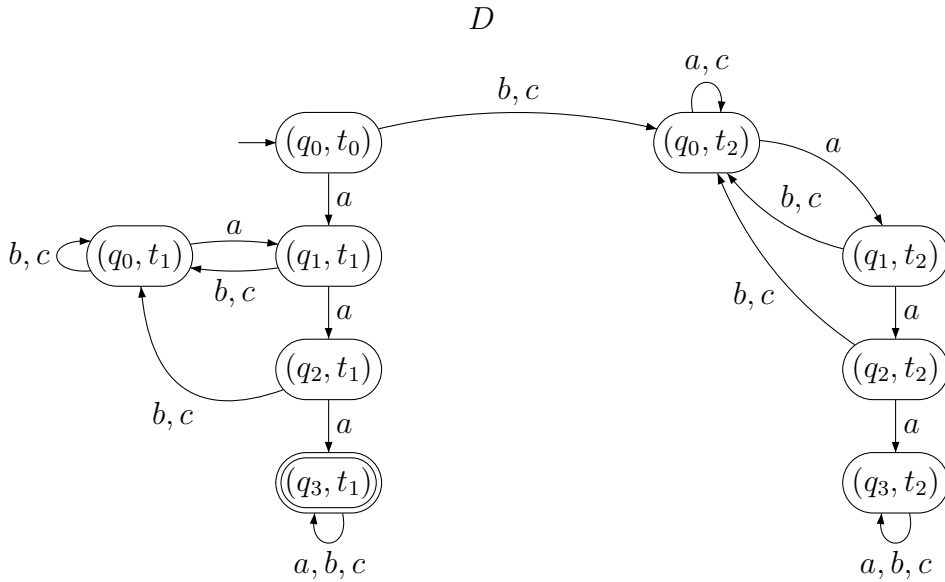 D
a, c
b, c
(q₀, t₀)
(q₀, t₂)
a
a
b, c
b, c
(q₀, t₁)
a
(q₁, t₁)
b, c
(q₁, t₂)
a
b, c
a
(q₂, t₁)
(q₂, t₂)
b, c
a
a
(q₃, t₁)
(q₃, t₂)
a, b, c
a, b, c